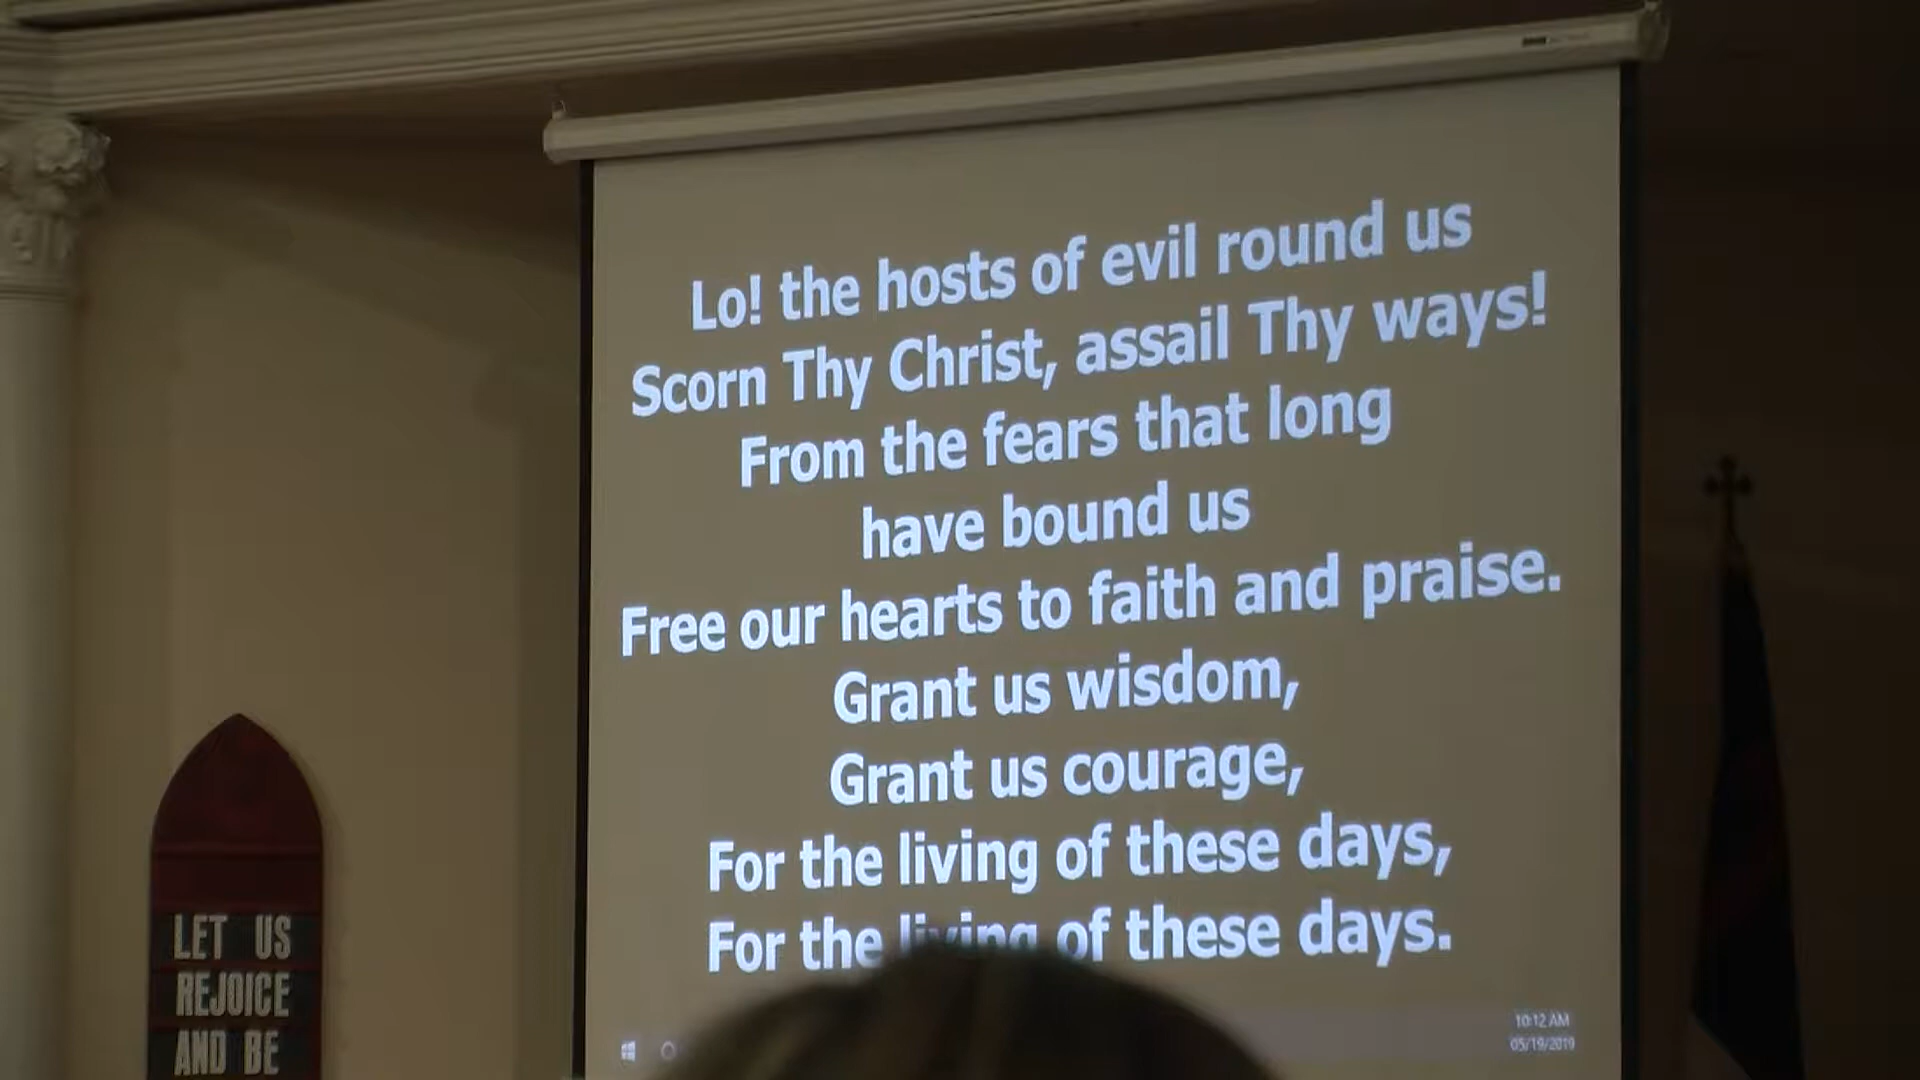 Lo! the hosts of evil round us
Scorn Thy Christ, assail Thy ways!
From the fears that long
have bound us
Free our hearts to faith and praise.
Grant us wisdom,
Grant us courage,
For the living of these days,
For the living of these days.
10:12 AM
05/19/2019
LET US
REJOICE
AND BE